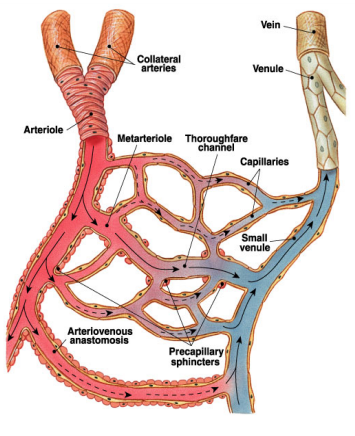 Vein
Collateral
arteries
Venule
Arteriole
Metarteriole
Thoroughfare
channel
Capillaries
Small
venule
Arteriovenous
anastomosis
Precapillary
sphincters